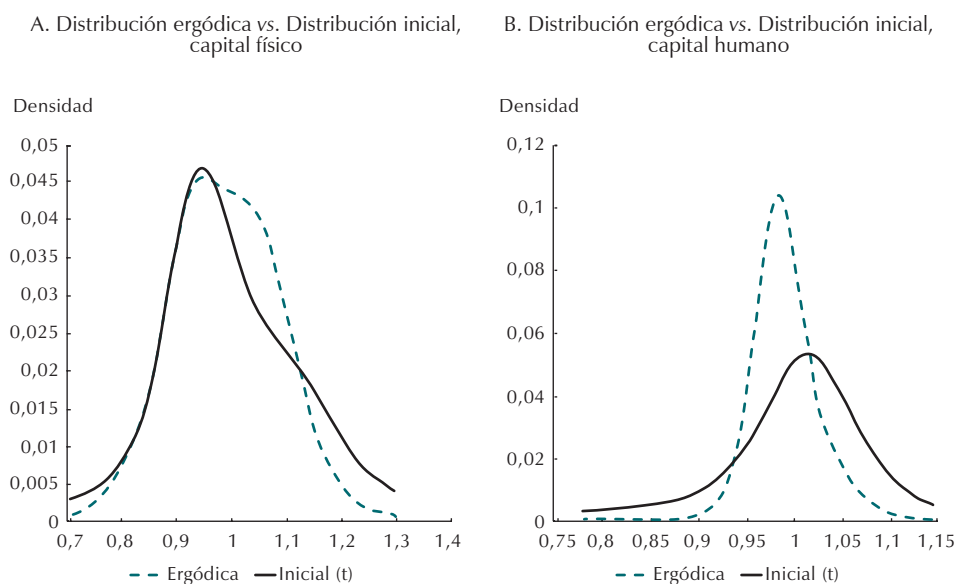 A. Distribución ergódica vs. Distribución inicial,
capital físico
Densidad
0,05
0,045
0,04
0,035
0,03
0,025
0,02
0,015
0,01
0,005
0
0,7 0,8 0,9 1 1,1 1,2 1,3 1,4
Ergódica Inicial (t)
B. Distribución ergódica vs. Distribución inicial,
capital humano
Densidad
0,12
0,1
0,08
0,06
0,04
0,02
0
0,75 0,8 0,85 0,9 0,95 1 1,05 1,1 1,15
Ergódica Inicial (t)